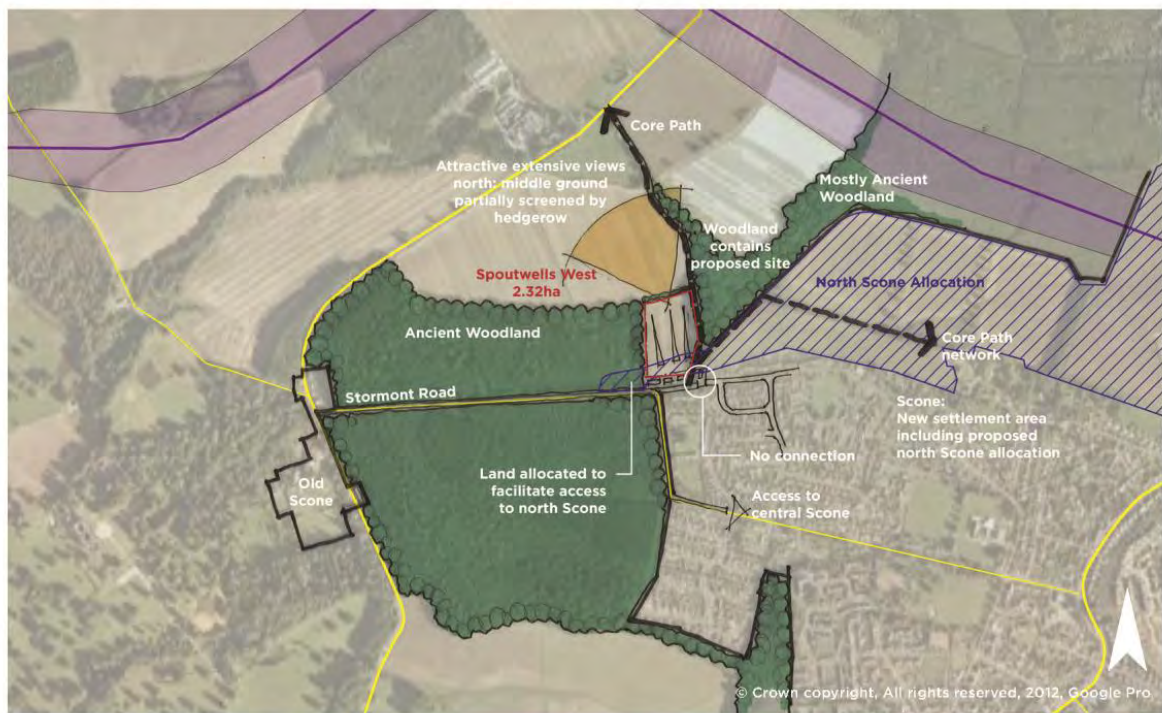 Core Path
Attractive extensive views
north: middle ground
partially screened by
hedgerow
Mostly Ancient
Woodland
Woodland
contains
proposed site
Spoutwells West
2.32ha
North Scone Allocation
Ancient Woodland
Core Path
network
Stormont Road
Scone:
New settlement area
including proposed
north Scone allocation
No connection
Land allocated to
facilitate access
to north Scone
Old
Scone
Access to
central Scone
© Crown copyright, All rights reserved, 2012, Google Pro